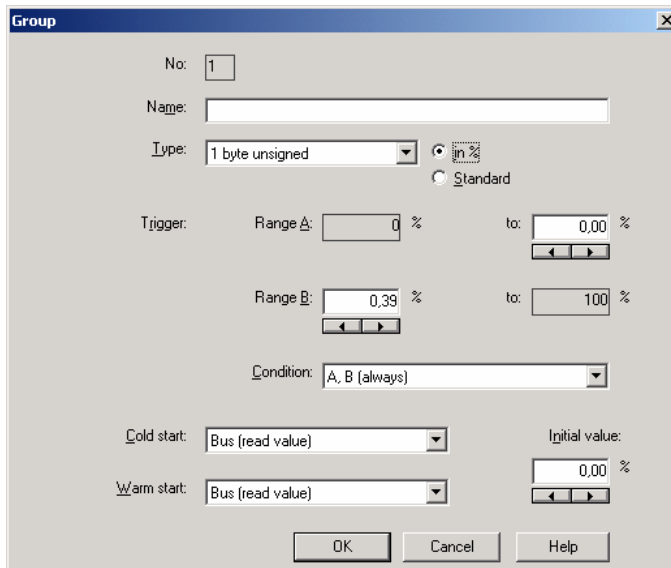 Group
No: 1
Name:
Type: 1 byte unsigned in %
Standard
Trigger: Range A: 0 % to: 0,00 %
Range B: 0,39 % to: 100 %
Condition: A, B (always)
Cold start: Bus (read value) Initial value:
0,00 %
Warm start: Bus (read value)
OK Cancel Help